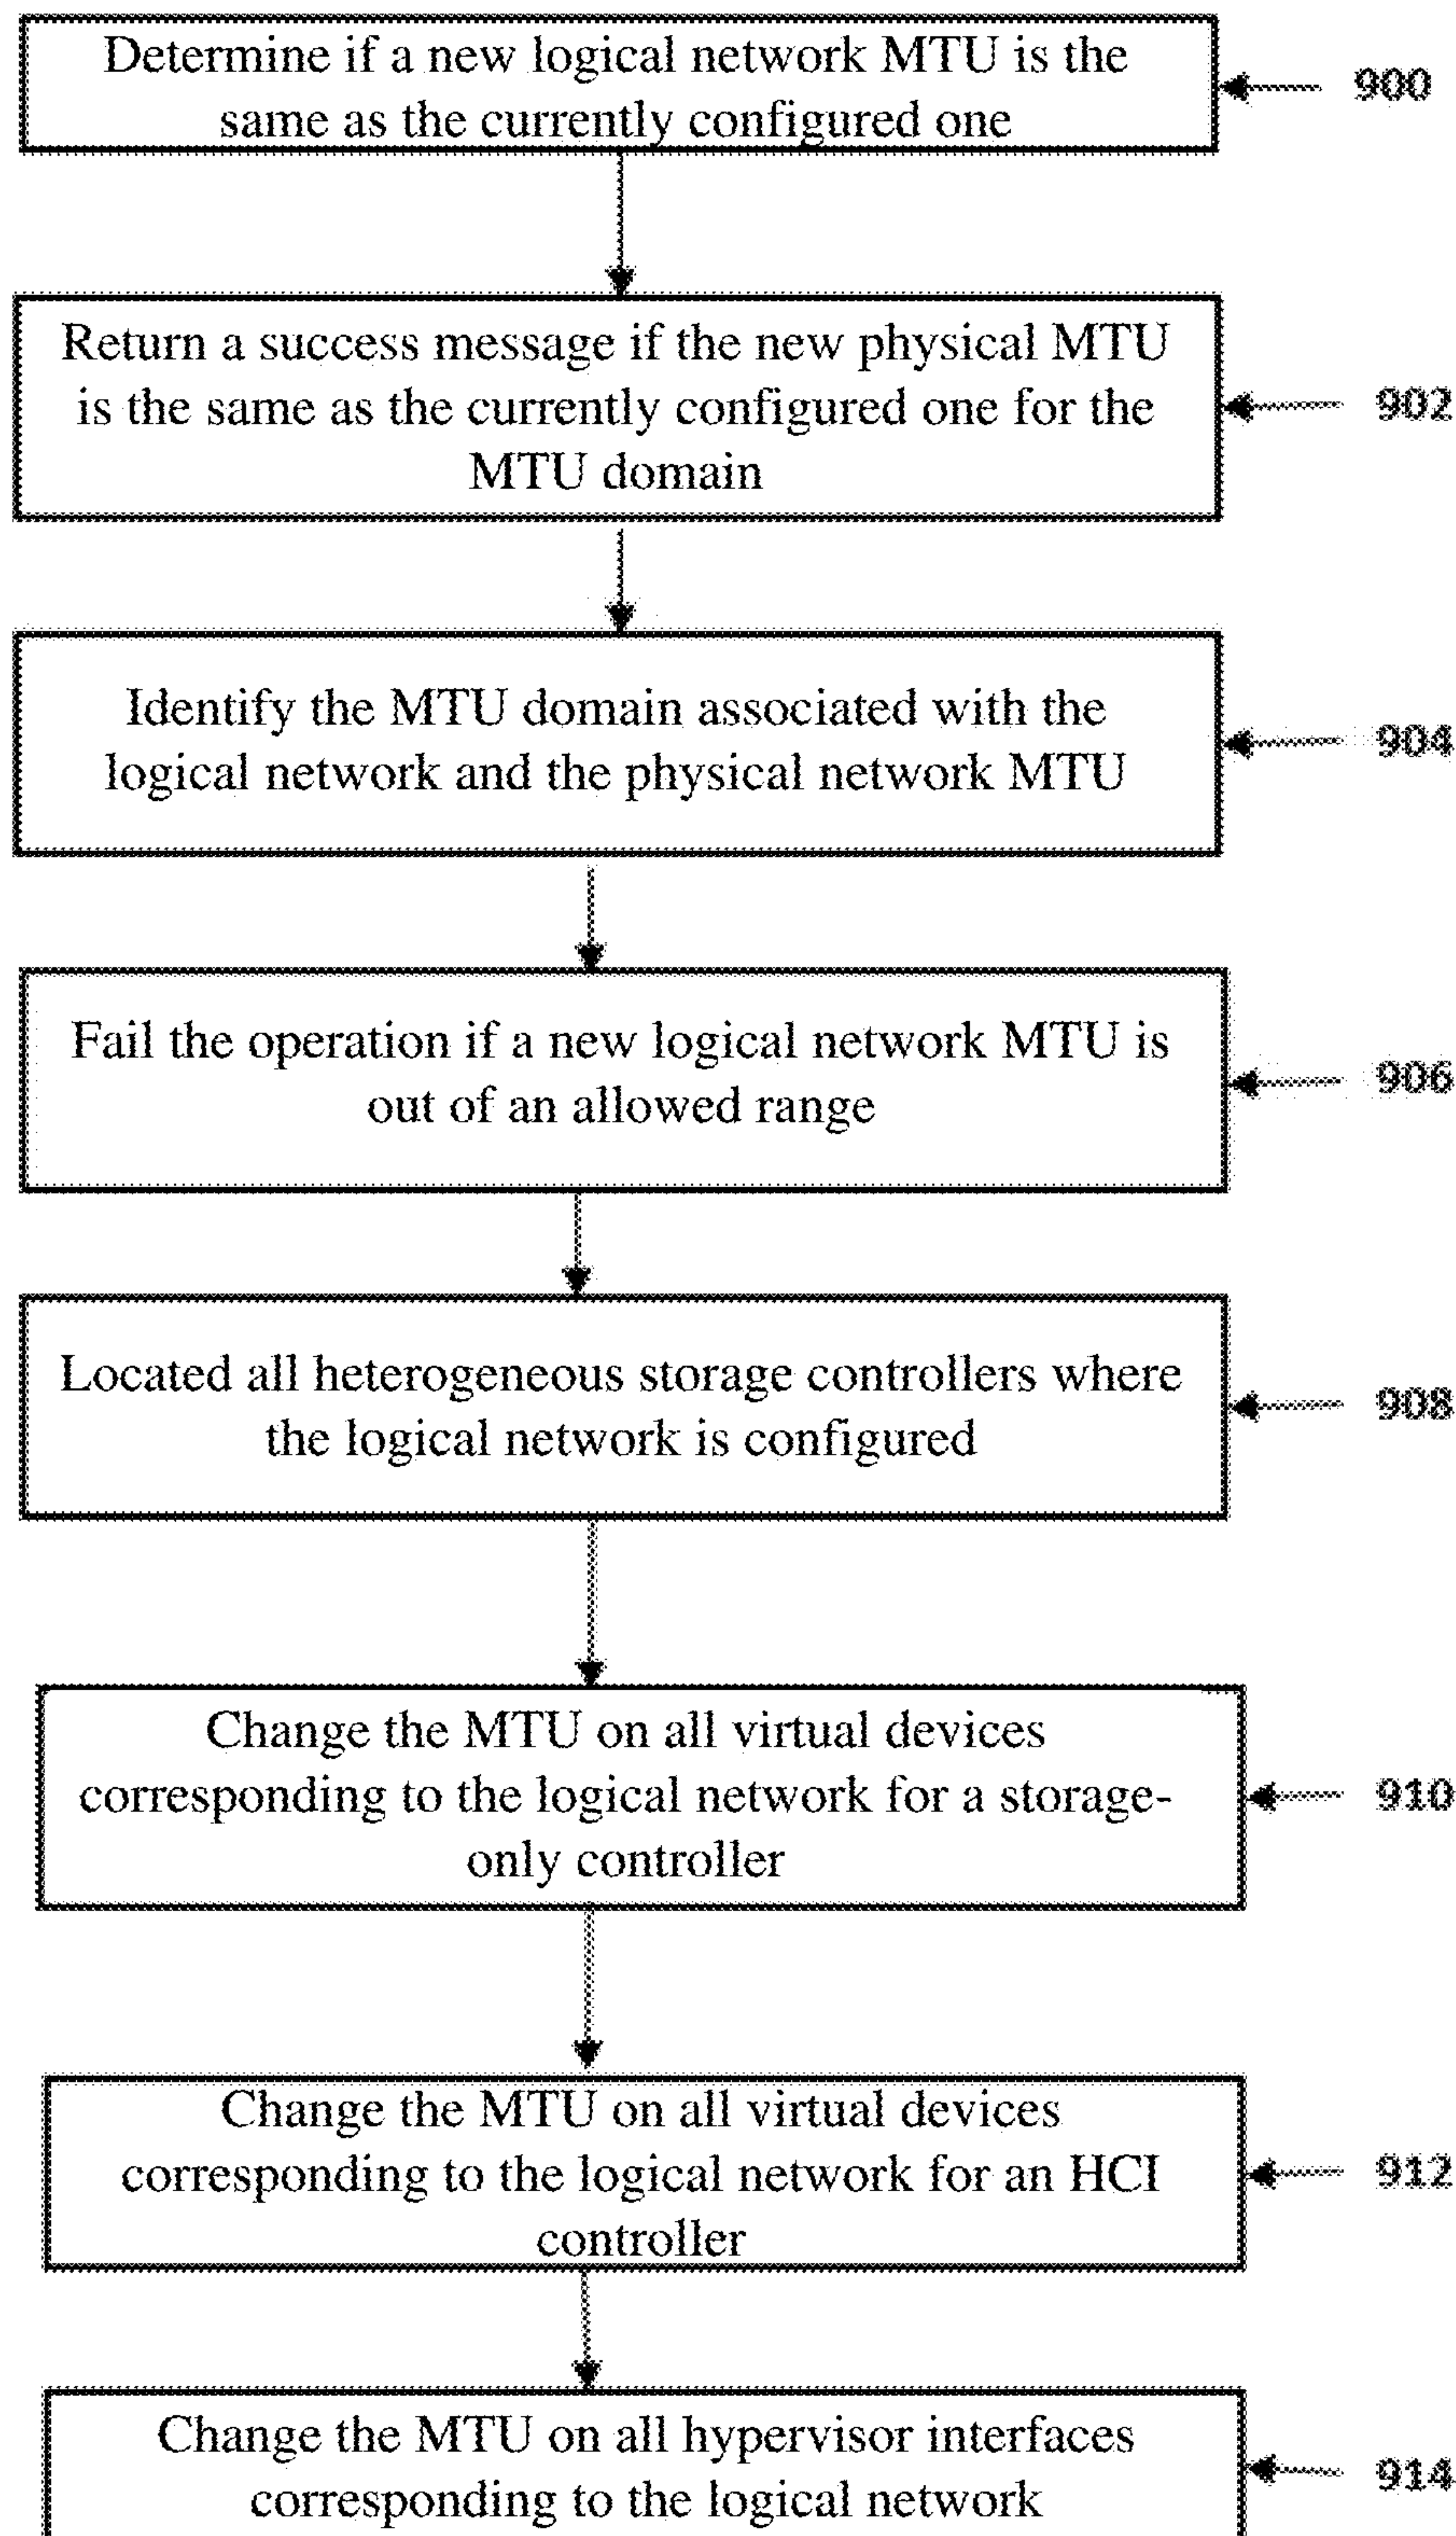 Determine if a new logical network MTU is the
same as the currently configured one
900
Return a success message if the new physical MTU
is the same as the currently configured one for the
MTU domain
902
Identify the MTU domain associated with the
logical network and the physical network MTU
904
Fail the operation if a new logical network MTU is
out of an allowed range
906
Located all heterogeneous storage controllers where
the logical network is configured
908
Change the MTU on all virtual devices
corresponding to the logical network for a storage-
only controller
910
Change the MTU on all virtual devices
corresponding to the logical network for an HCI
controller
912
Change the MTU on all hypervisor interfaces
corresponding to the logical network
914